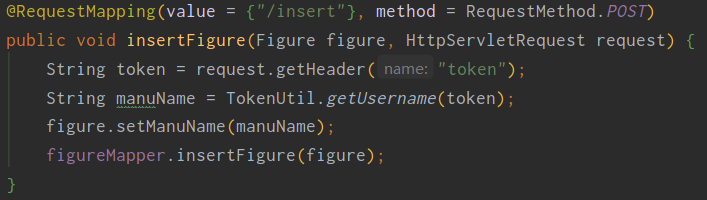 @RequestMapping(value = {"/insert"}, method = RequestMethod.POST)
public void insertFigure(Figure figure, HttpServletRequest request) {
String token = request.getHeader( name: "token");
String manuName = TokenUtil.getUsername(token);
figure.setManuName(manuName);
figureMapper.insertFigure(figure);
}